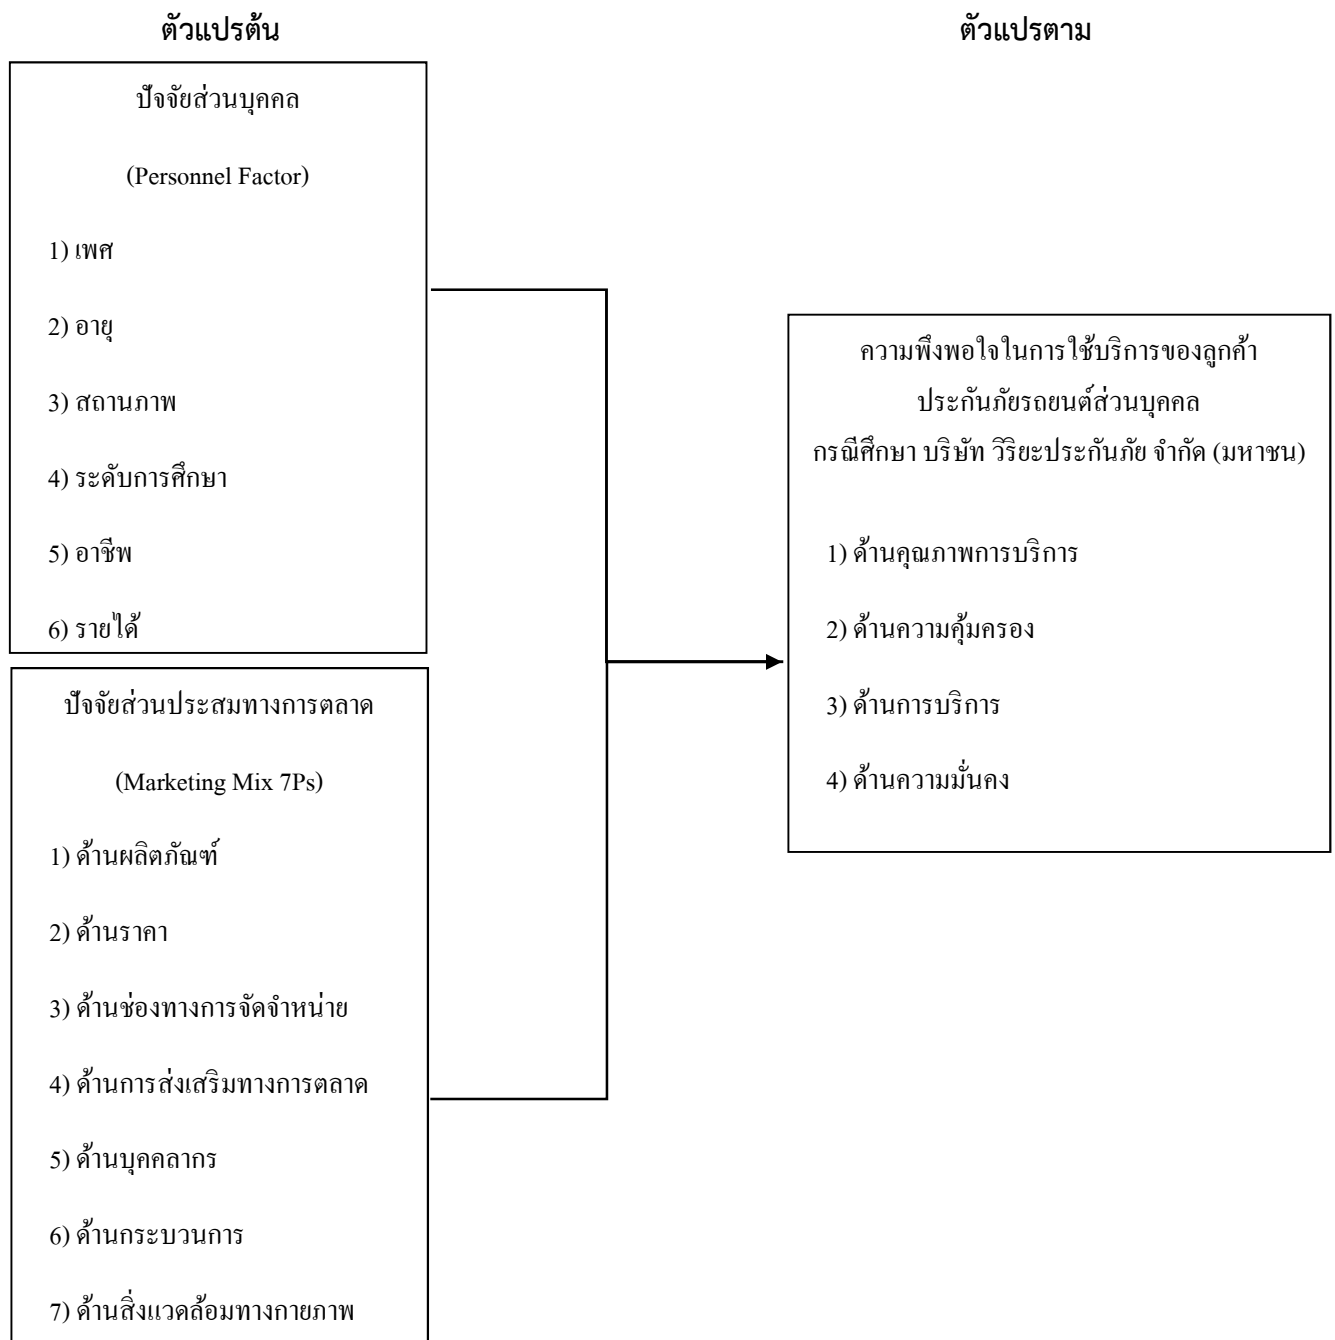 ตัวแปรต้น
ตัวแปรตาม
ปัจจัยส่วนบุคคล
(Personnel Factor)
1) เพศ
2) อายุ
3) สถานภาพ
4) ระดับการศึกษา
5) อาชีพ
6) รายได้
ปัจจัยส่วนประสมทางการตลาด
(Marketing Mix 7Ps)
1) ด้านผลิตภัณฑ์
2) ด้านราคา
3) ด้านช่องทางการจัดจำหน่าย
4) ด้านการส่งเสริมทางการตลาด
5) ด้านบุคคลากร
6) ด้านกระบวนการ
7) ด้านสิ่งแวดล้อมทางกายภาพ
ความพึงพอใจในการใช้บริการของลูกค้า
ประกันภัยรถยนต์ส่วนบุคคล
กรณีศึกษา บริษัท วิริยะประกันภัย จำกัด (มหาชน)
1) ด้านคุณภาพการบริการ
2) ด้านความคุ้มครอง
3) ด้านการบริการ
4) ด้านความมั่นคง